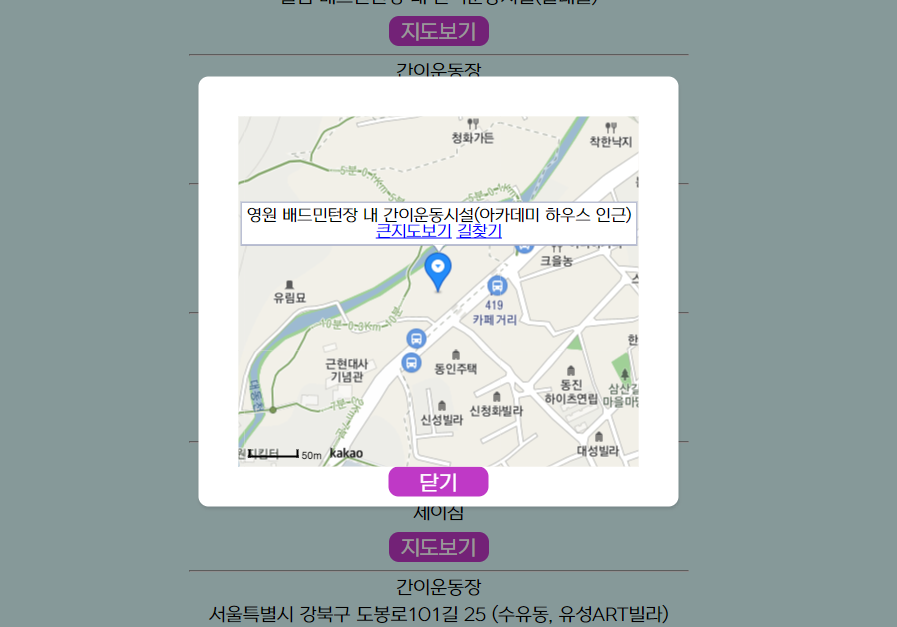 지도보기
간이운동장
청화가든
착한낙지
영원 배드민턴장 내 간이운동시설(아카데미 하우스 인근)
큰지도보기 길찾기
크을농
유림묘
419
카페거리
근현대사
기념관
동인주택
동진
하이츠연립
삼산길
신청화빌라
신성빌라
대성빌라
대동천
50m kakao
닫기
세이점
지도보기
간이운동장
서울특별시 강북구 도봉로101길 25 (수유동, 유성ART빌라)